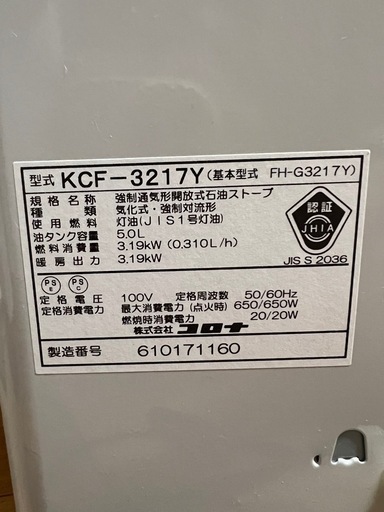 型式 KCF-3217Y(基本型式 FH-G3217Y)
規格名称 強制通気形開放式石油ストーブ
種類 気化式・強制対流形
使用燃料 灯油(JIS1号灯油)
油タンク容量 5.0L
燃料消費量 3.19kW (0.310L/h)
暖房出力 3.19kW
認証
JHIA
JIS S 2036
PS E PS C
定格電圧 100V 定格周波数 50/60Hz
定格消費電力 最大消費電力(点火時) 650/650W
燃焼時消費電力 20/20W
株式会社コロナ
製造番号 610171160